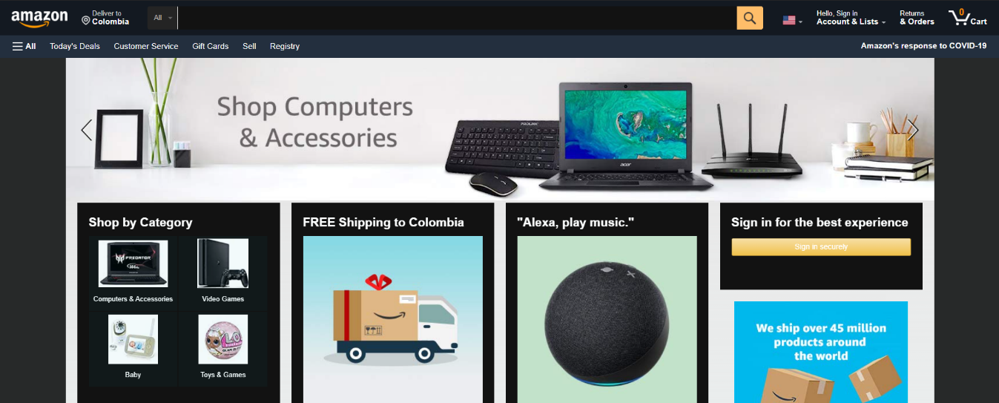 amazon
Deliver to
Colombia
All
Hello, Sign in
Account & Lists
Returns
& Orders
0
Cart
All
Today's Deals
Customer Service
Gift Cards
Sell
Registry
Amazon's response to COVID-19
Shop Computers
& Accessories
PROLINK
acer
Shop by Category
PREDATOR
Computers & Accessories
Video Games
Baby
Toys & Games
FREE Shipping to Colombia
"Alexa, play music."
Sign in for the best experience
Sign in securely
We ship over 45 million
products around
the world